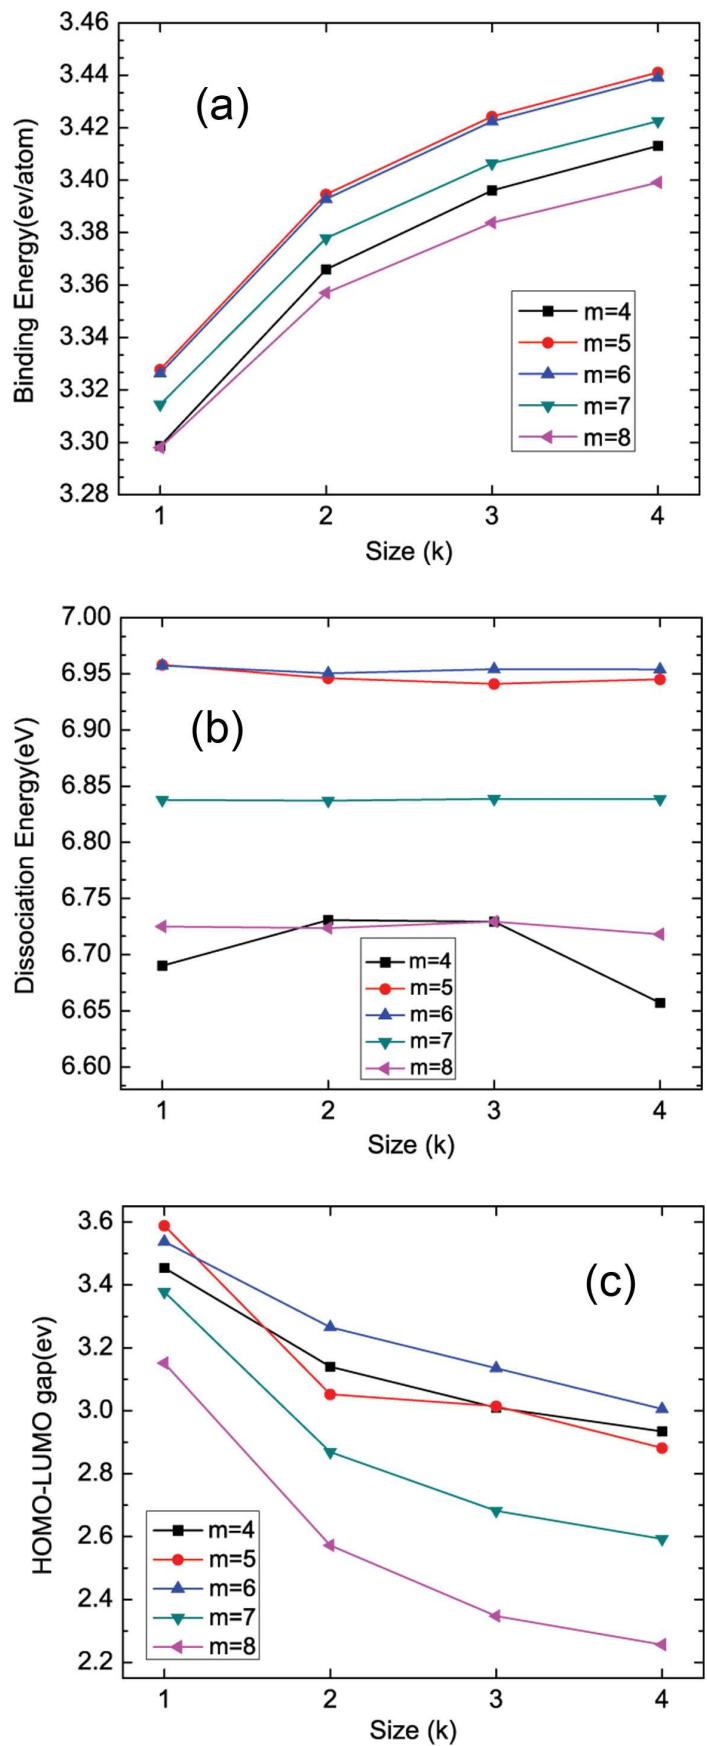 (a)
Binding Energy(ev/atom)
3.46
3.44
3.42
3.40
3.38
3.36
3.34
3.32
3.30
3.28
m=4
m=5
m=6
m=7
m=8
1 2 3 4
Size (k)
(b)
Dissociation Energy(eV)
7.00
6.95
6.90
6.85
6.80
6.75
6.70
6.65
6.60
m=4
m=5
m=6
m=7
m=8
1 2 3 4
Size (k)
(c)
HOMO-LUMO gap(ev)
3.6
3.4
3.2
3.0
2.8
2.6
2.4
2.2
m=4
m=5
m=6
m=7
m=8
1 2 3 4
Size (k)